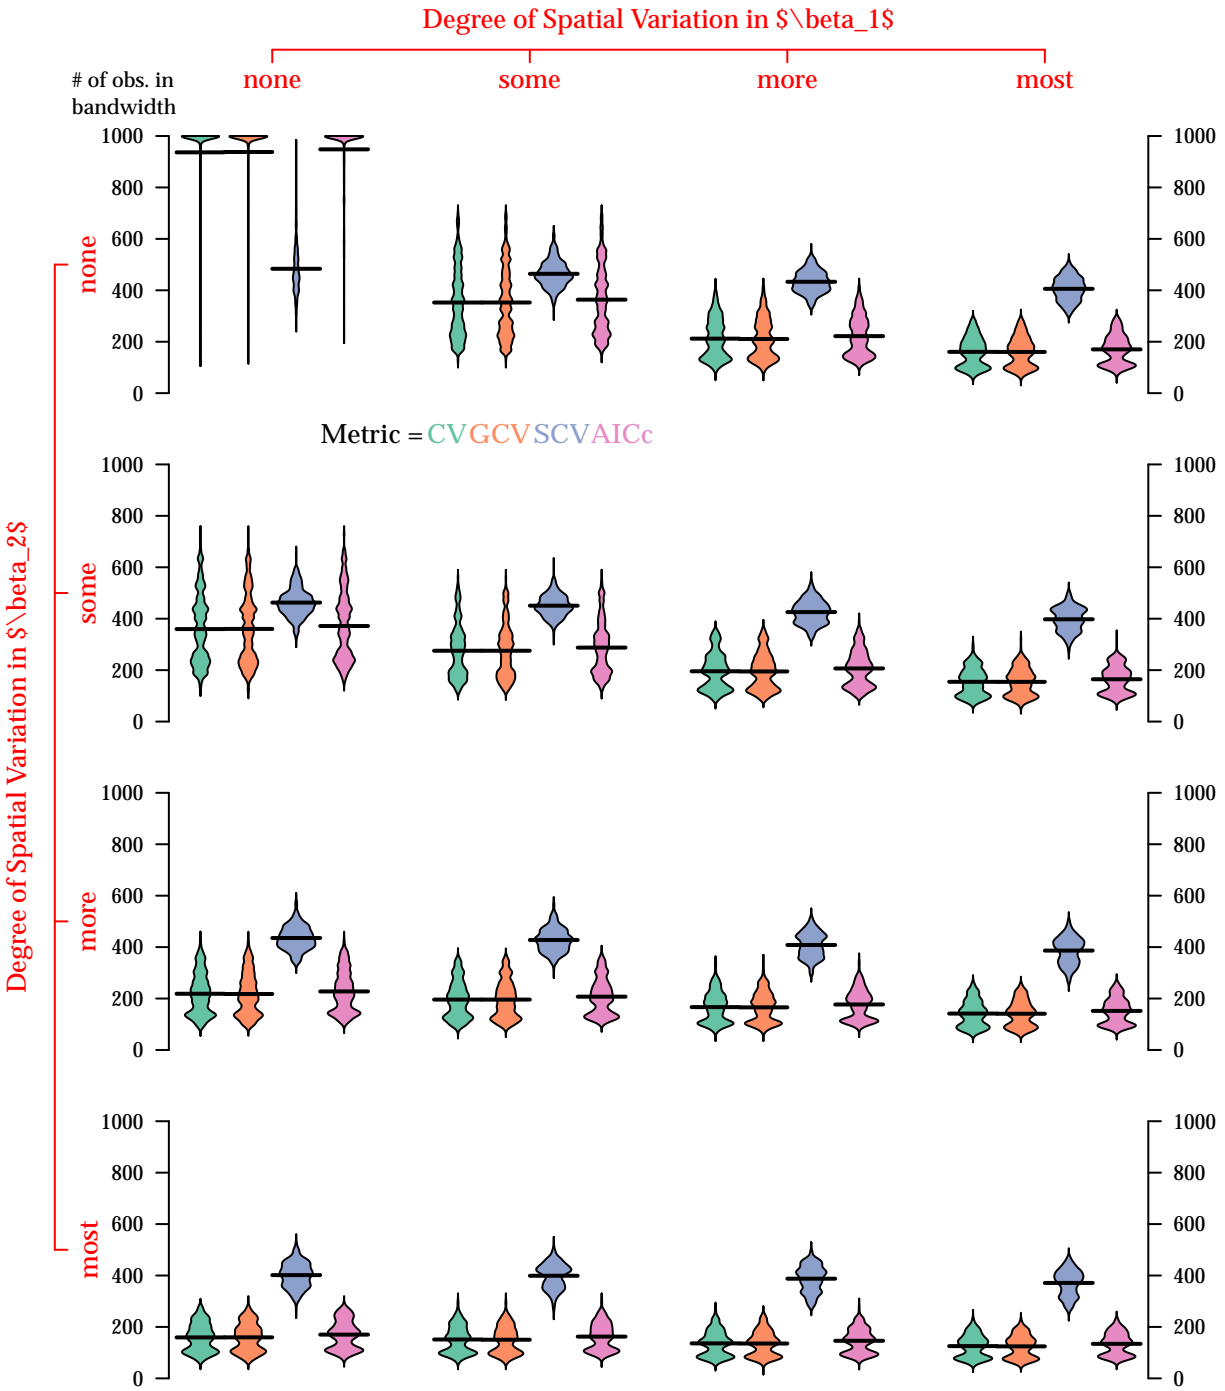 Degree of Spatial Variation in $\beta_1$
none some more most
# of obs. in
bandwidth
none
1000 1000
800 800
600 600
400 400
200 200
0 0
Metric = CV GCV SCV AICc
Degree of Spatial Variation in $\beta_2$
some
1000 1000
800 800
600 600
400 400
200 200
0 0
more
1000 1000
800 800
600 600
400 400
200 200
0 0
most
1000 1000
800 800
600 600
400 400
200 200
0 0